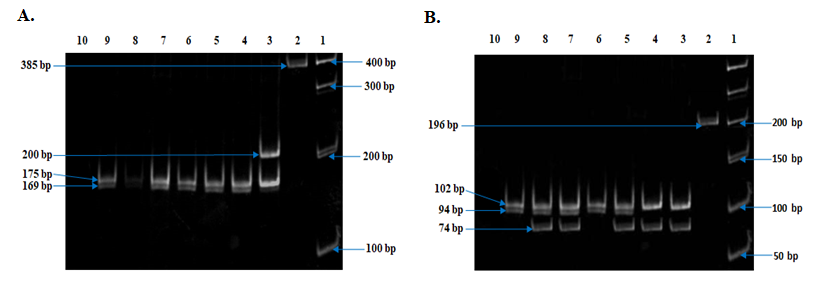 A.
10 9 8 7 6 5 4 3 2 1
385 bp
400 bp
300 bp
200 bp
200 bp
175 bp
169 bp
100 bp
B.
10 9 8 7 6 5 4 3 2 1
196 bp
200 bp
150 bp
102 bp
94 bp
100 bp
74 bp
50 bp